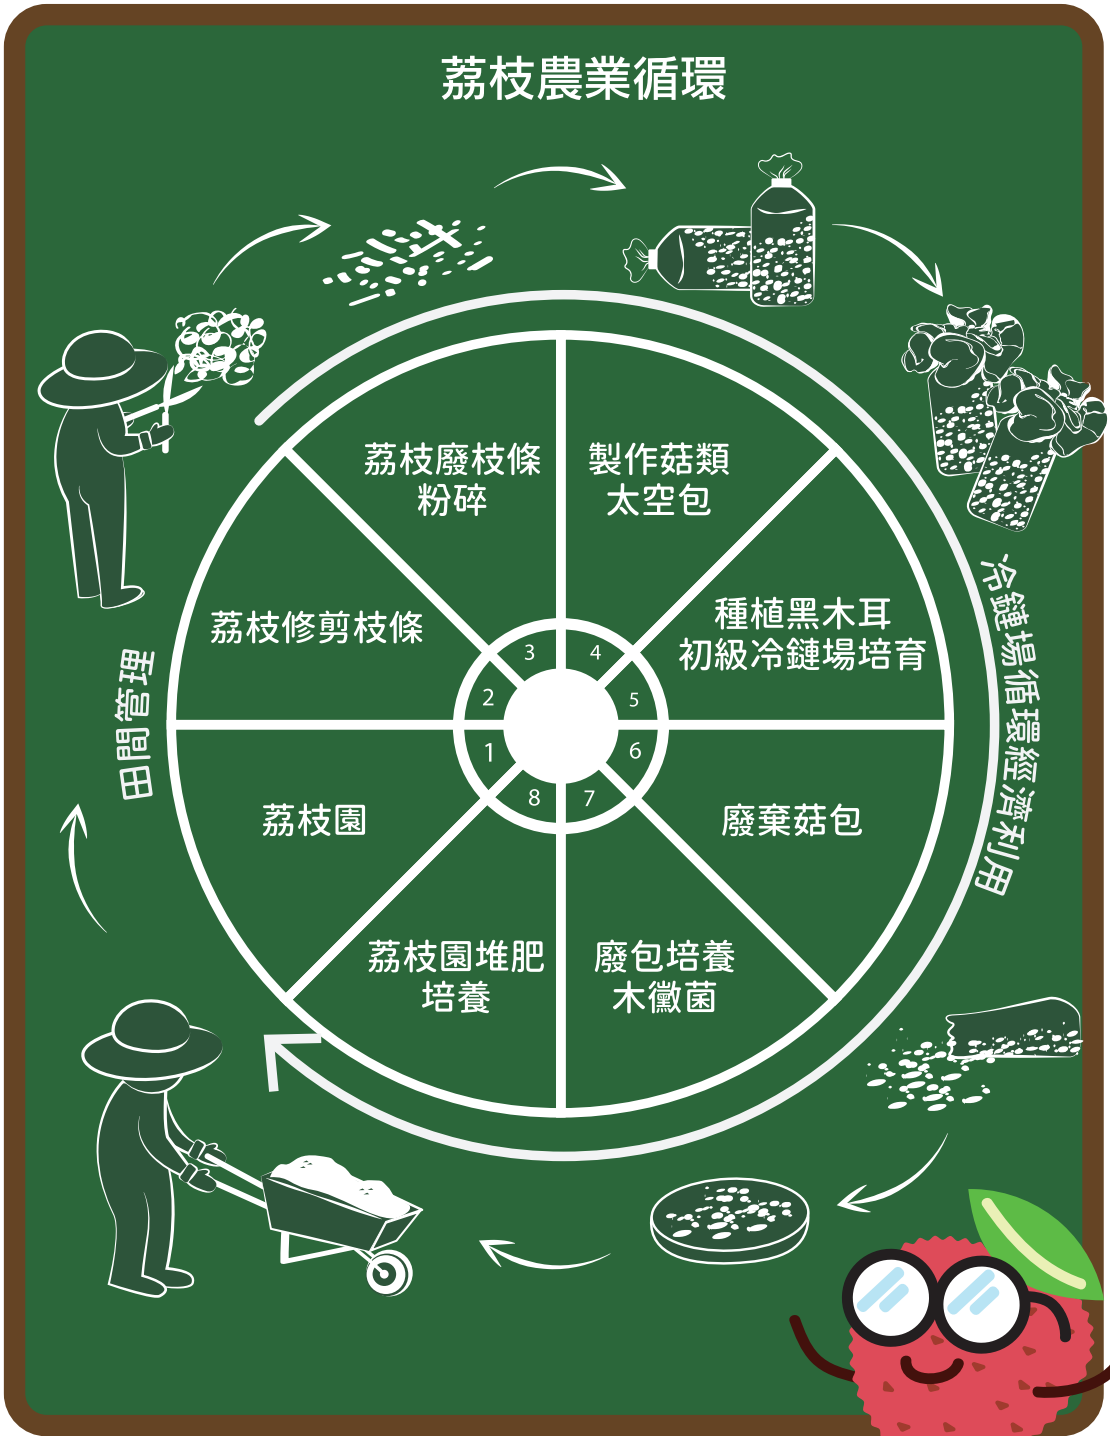 荔枝農業循環
荔枝廢枝條
粉碎
製作菇類
太空包
荔枝修剪枝條
種植黑木耳
初級冷鏈場培育
3
4
2
5
1
6
8
7
田間管理
冷鏈場循環經濟利用
荔枝園
廢棄菇包
荔枝園堆肥
培養
廢包培養
木黴菌